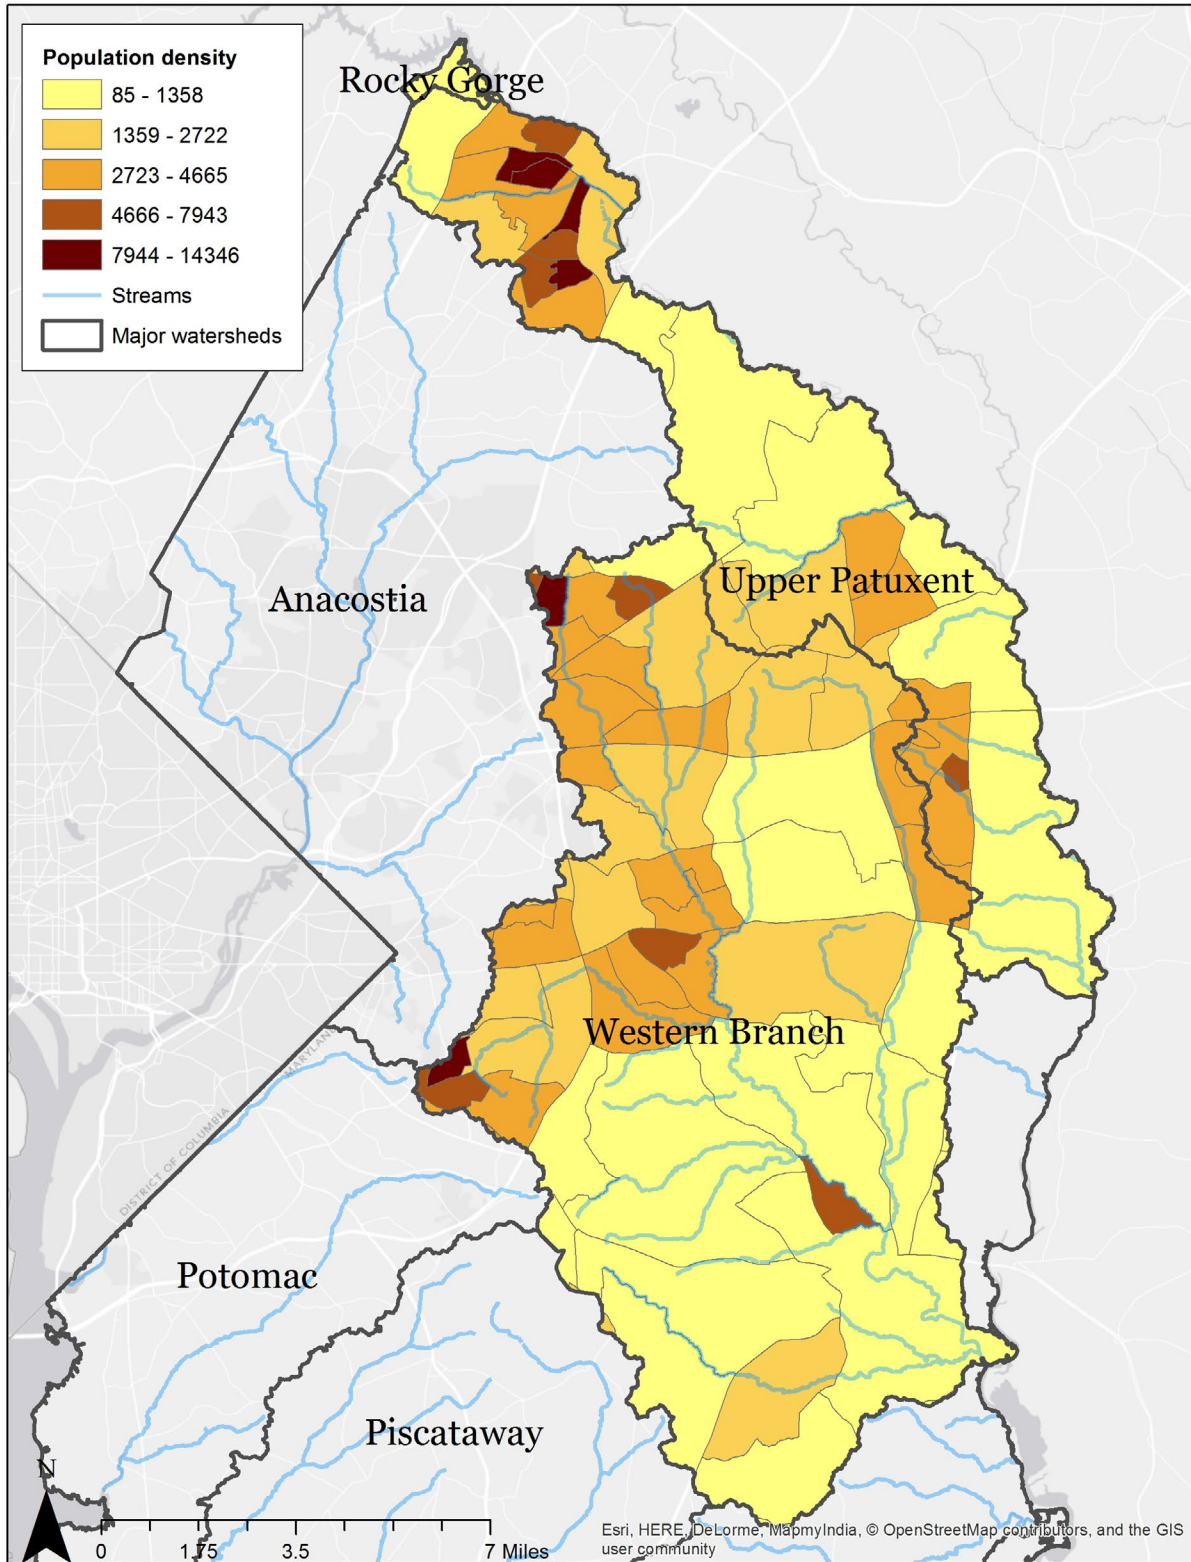 Population density
85 - 1358
1359 - 2722
2723 - 4665
4666 - 7943
7944 - 14346
Streams
Major watersheds
Rocky Gorge
Anacostia
Upper Patuxent
Western Branch
MARYLAND
DISTRICT OF COLUMBIA
Potomac
Piscataway
N
0 1.75 3.5 7 Miles
Esri, HERE, DeLorme, MapmyIndia, © OpenStreetMap contributors, and the GIS
user community